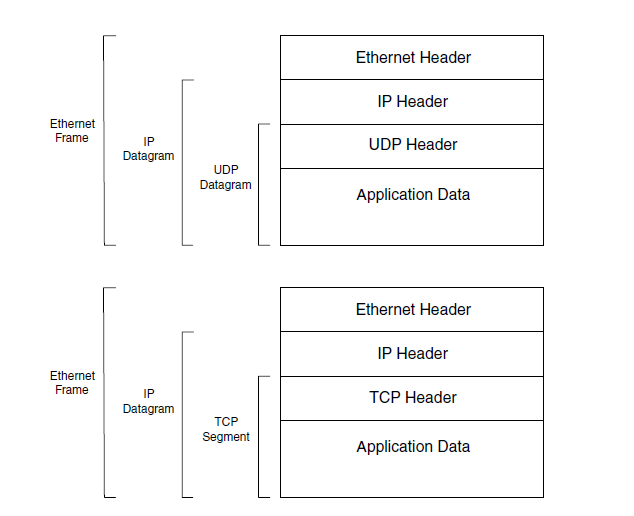 Ethernet Header
IP Header
UDP Header
Application Data
Ethernet
Frame
IP
Datagram
UDP
Datagram
Ethernet Header
IP Header
TCP Header
Application Data
Ethernet
Frame
IP
Datagram
TCP
Segment